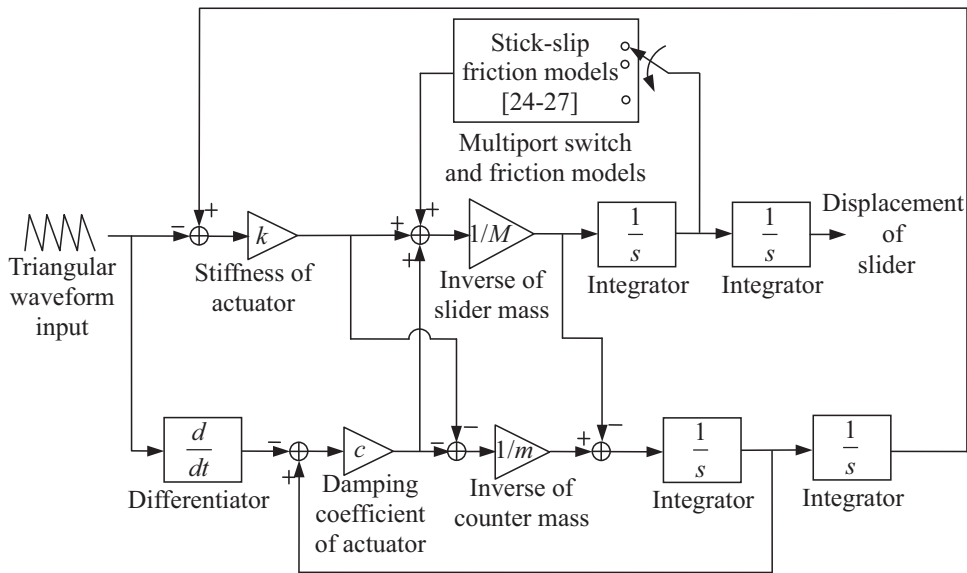 Stick-slip
friction models
[24-27]
Multiport switch
and friction models
Triangular
waveform
input
−
+
k
Stiffness of
actuator
+
+
+
1/M
Inverse of
slider mass
1
s
Integrator
1
s
Integrator
Displacement
of
slider
d
dt
Differentiator
−
+
c
Damping
coefficient
of actuator
−
−
1/m
Inverse of
counter mass
+
−
1
s
Integrator
1
s
Integrator